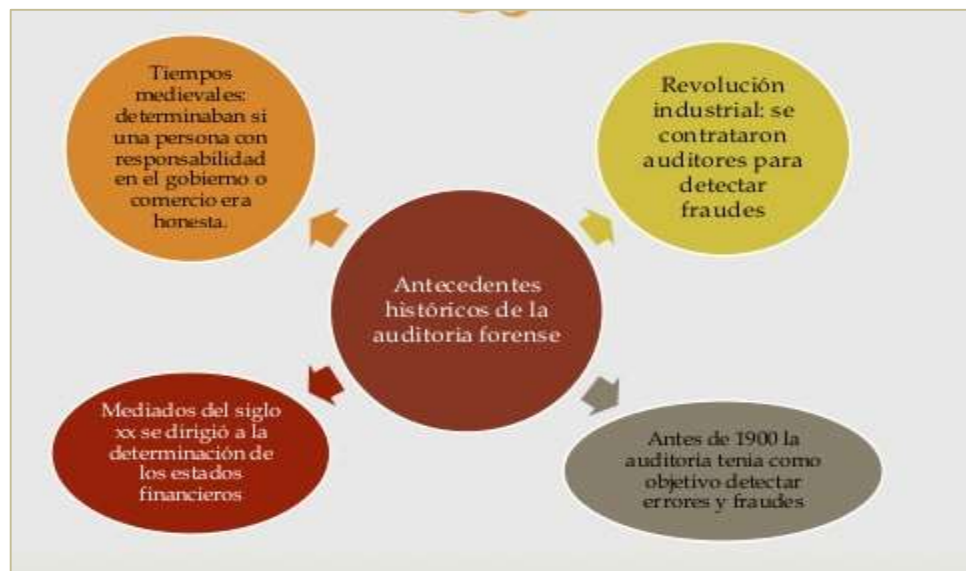 Tiempos
medievales:
determinaban si
una persona con
responsabilidad
en el gobierno o
comercio era
honesta.
Revolución
industrial: se
contrataron
auditores para
detectar
fraudes
Antecedentes
históricos de la
auditoria forense
Mediados del siglo
xx se dirigió a la
determinación de
los estados
financieros
Antes de 1900 la
auditoria tenia como
objetivo detectar
errores y fraudes